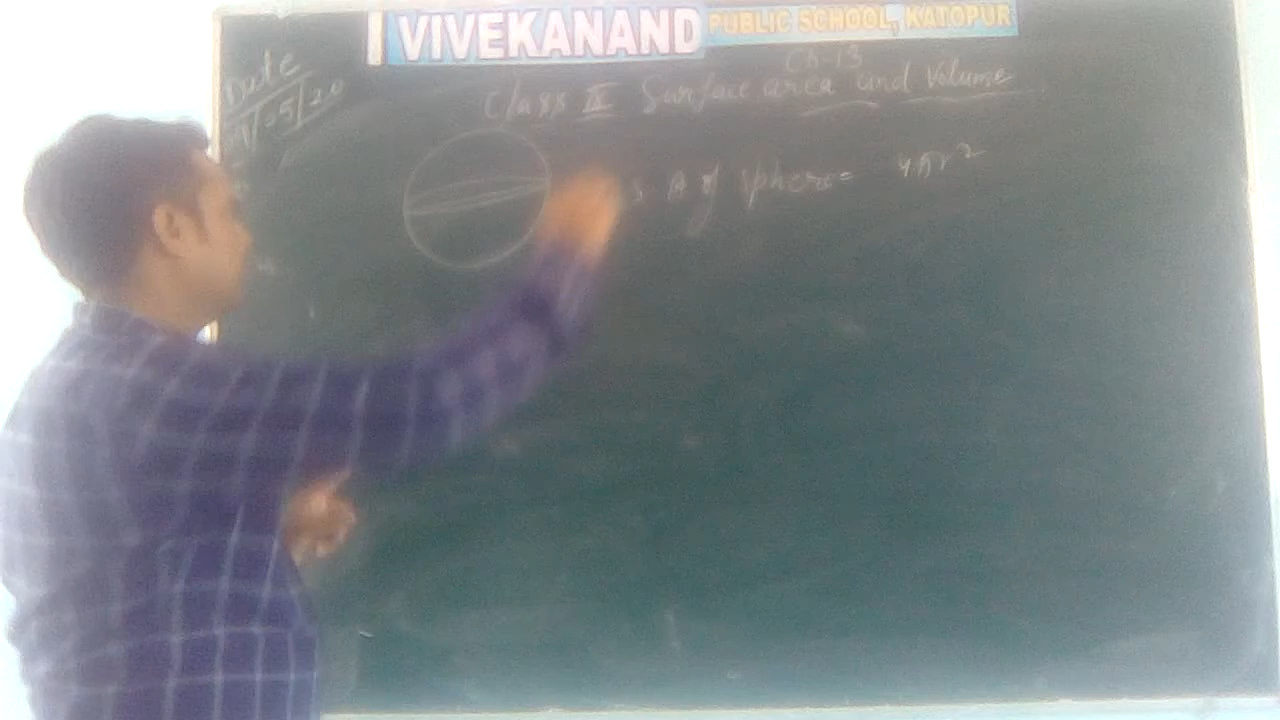 VIVEKANAND PUBLIC SCHOOL, KATOPUR
Date
Ch-13
Class IX Surface area and Volume
S A of sphere = 4πr²